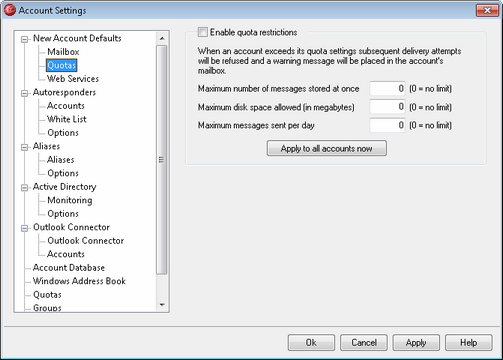 Account Settings
New Account Defaults
Mailbox
Quotas
Web Services
Autoresponders
Accounts
White List
Options
Aliases
Aliases
Options
Active Directory
Monitoring
Options
Outlook Connector
Outlook Connector
Accounts
Account Database
Windows Address Book
Quotas
Groups
Enable quota restrictions
When an account exceeds its quota settings subsequent delivery attempts
will be refused and a warning message will be placed in the account's
mailbox.
Maximum number of messages stored at once 0 (0 = no limit)
Maximum disk space allowed (in megabytes) 0 (0 = no limit)
Maximum messages sent per day 0 (0 = no limit)
Apply to all accounts now
Ok Cancel Apply Help